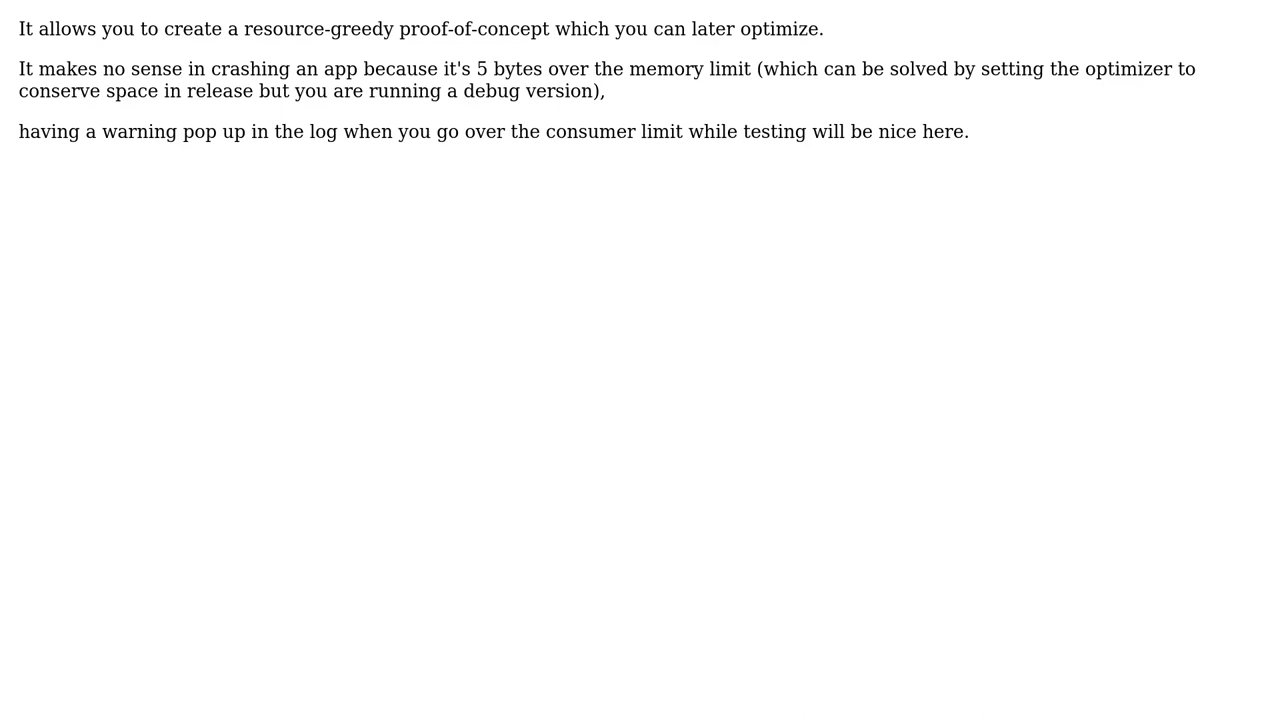 It allows you to create a resource-greedy proof-of-concept which you can later optimize.
It makes no sense in crashing an app because it's 5 bytes over the memory limit (which can be solved by setting the optimizer to
conserve space in release but you are running a debug version),
having a warning pop up in the log when you go over the consumer limit while testing will be nice here.